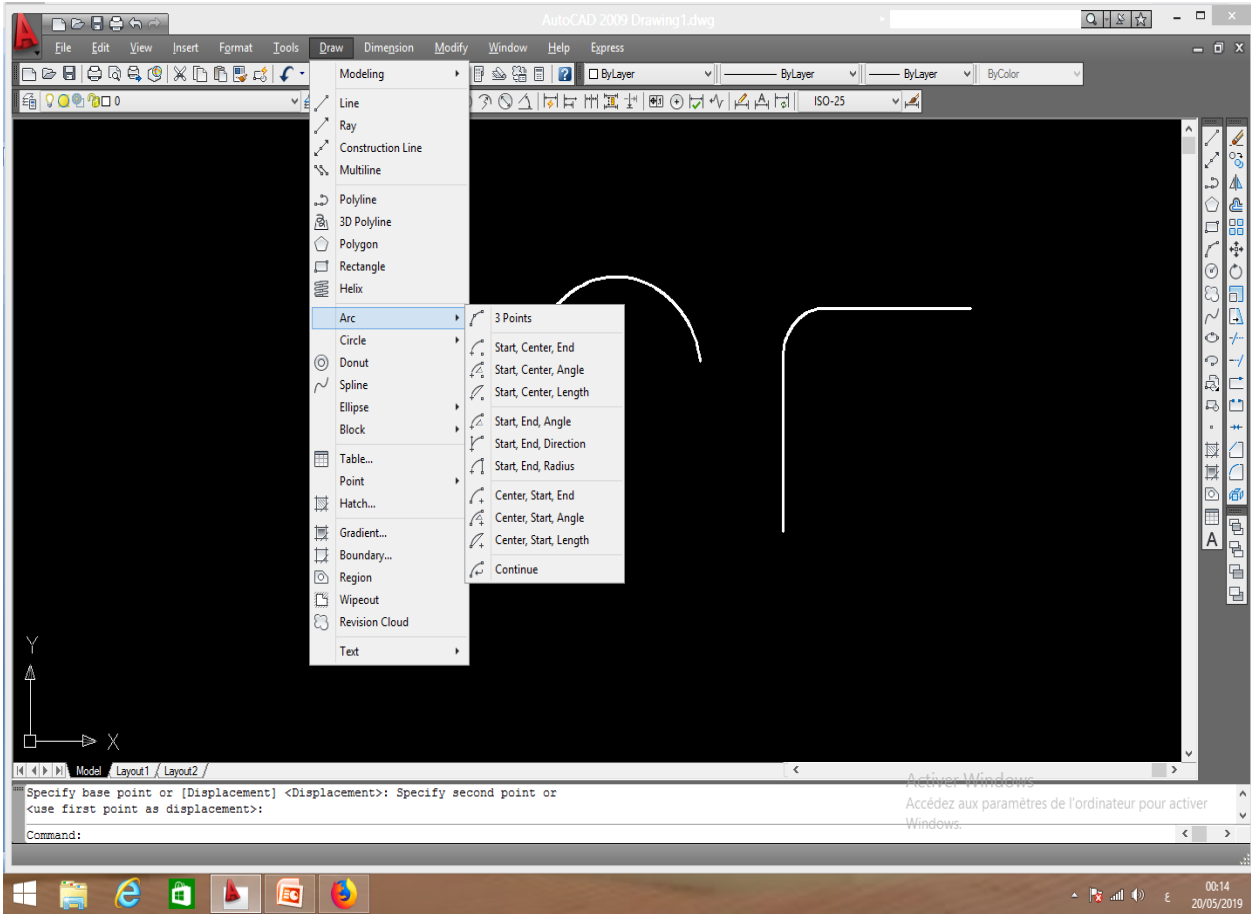 AutoCAD 2009 Drawing1.dwg
File Edit View Insert Format Tools Draw Dimension Modify Window Help Express
ByLayer ByLayer ByLayer ByColor
0 ISO-25
Modeling
Line
Ray
Construction Line
Multiline
Polyline
3D Polyline
Polygon
Rectangle
Helix
Arc
Circle
Donut
Spline
Ellipse
Block
Table...
Point
Hatch...
Gradient...
Boundary...
Region
Wipeout
Revision Cloud
Text
3 Points
Start, Center, End
Start, Center, Angle
Start, Center, Length
Start, End, Angle
Start, End, Direction
Start, End, Radius
Center, Start, End
Center, Start, Angle
Center, Start, Length
Continue
A
Y
X
Model Layout1 Layout2
Specify base point or [Displacement] <Displacement>: Specify second point or
<use first point as displacement>:
Command:
Activer Windows
Accédez aux paramètres de l'ordinateur pour activer
Windows.
ع
00:14
20/05/2019